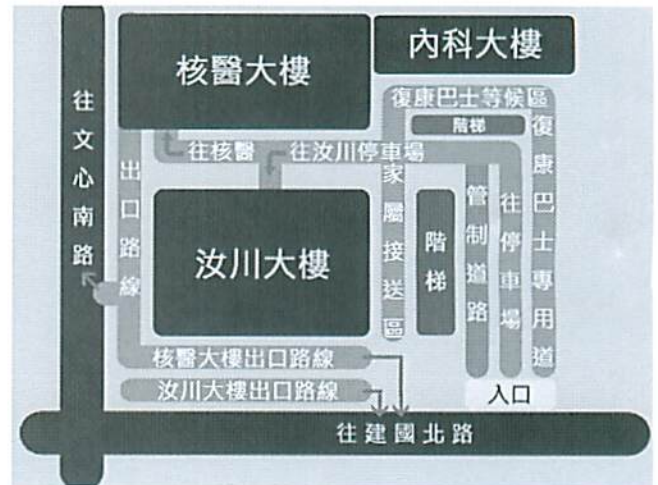 核醫大樓
內科大樓
復康巴士等候區
階梯
往文心南路
往核醫
往汝川停車場
出口路線
汝川大樓
家屬接送區
階梯
管制道路
往停車場
復康巴士專用道
核醫大樓出口路線
汝川大樓出口路線
入口
往建國北路